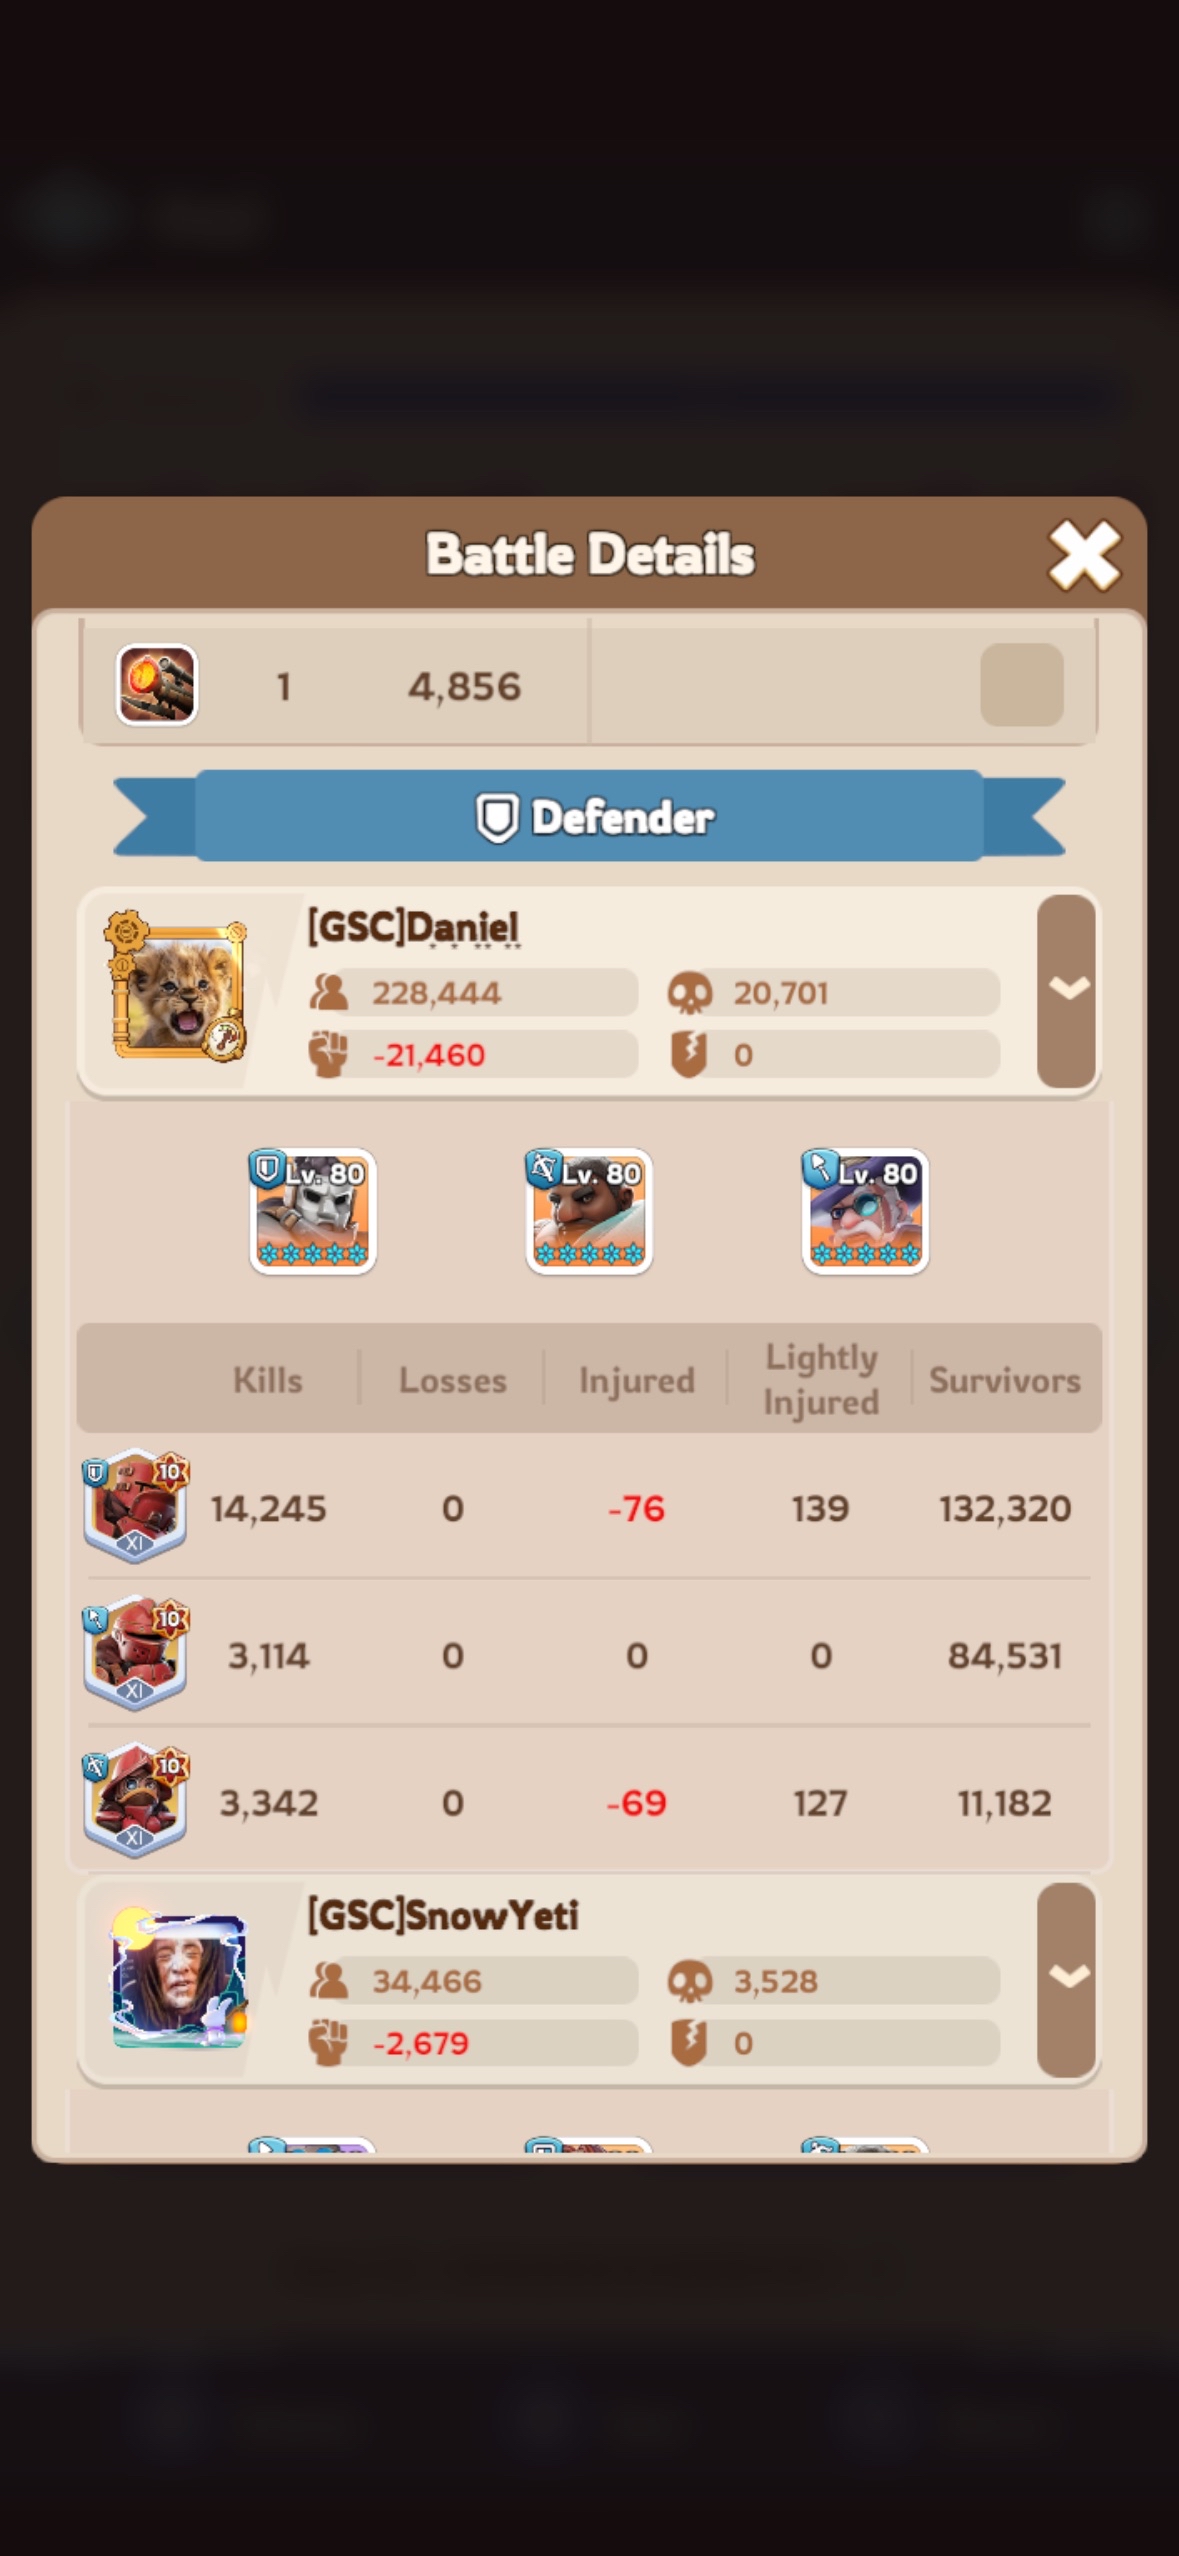 Battle Details
1 4,856
Defender
[GSC]Daniel
228,444 20,701
-21,460 0
Lv. 80 Lv. 80 Lv. 80
Kills Losses Injured Lightly Injured Survivors
10
XI
14,245 0 -76 139 132,320
10
XI
3,114 0 0 0 84,531
10
XI
3,342 0 -69 127 11,182
[GSC]SnowYeti
34,466 3,528
-2,679 0